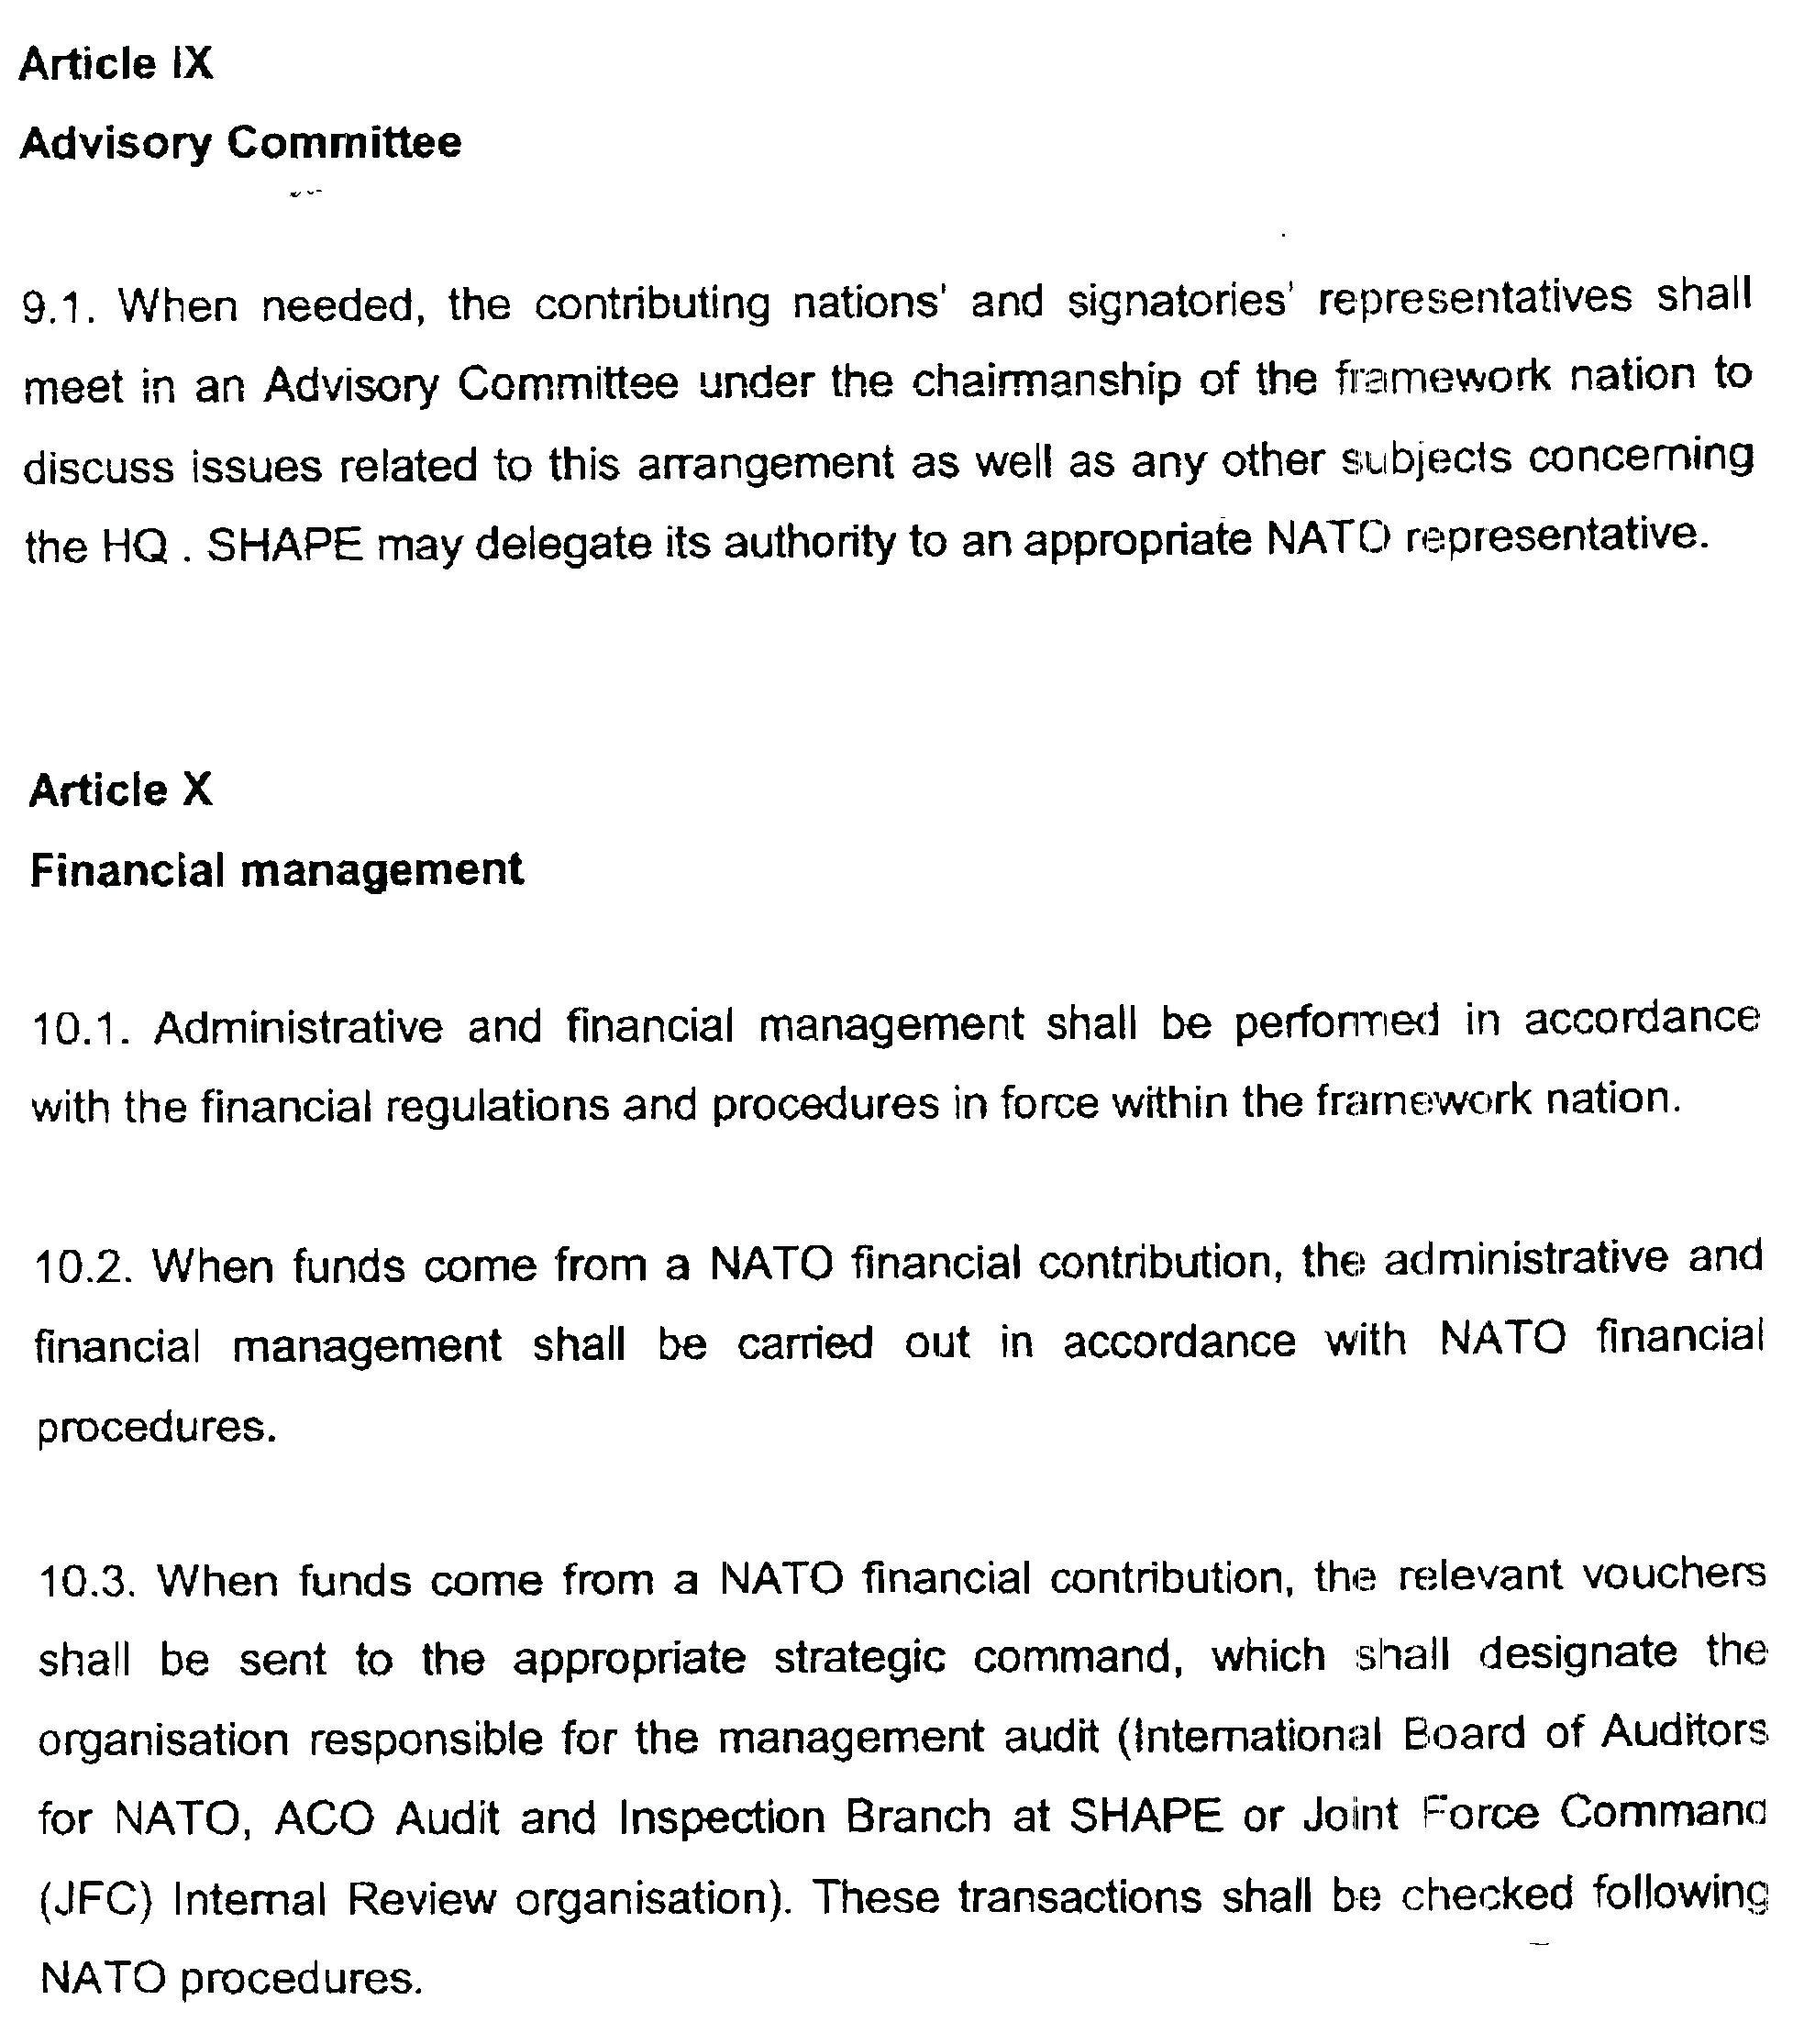 Article IX
Advisory Committee
9.1. When needed, the contributing nations' and signatories' representatives shall
meet in an Advisory Committee under the chairmanship of the framework nation to
discuss issues related to this arrangement as well as any other subjects concerning
the HQ . SHAPE may delegate its authority to an appropriate NATO representative.
Article X
Financial management
10.1. Administrative and financial management shall be performed in accordance
with the financial regulations and procedures in force within the framework nation.
10.2. When funds come from a NATO financial contribution, the administrative and
financial management shall be carried out in accordance with NATO financial
procedures.
10.3. When funds come from a NATO financial contribution, the relevant vouchers
shall be sent to the appropriate strategic command, which shall designate the
organisation responsible for the management audit (International Board of Auditors
for NATO, ACO Audit and Inspection Branch at SHAPE or Joint Force Command
(JFC) Internal Review organisation). These transactions shall be checked following
NATO procedures.